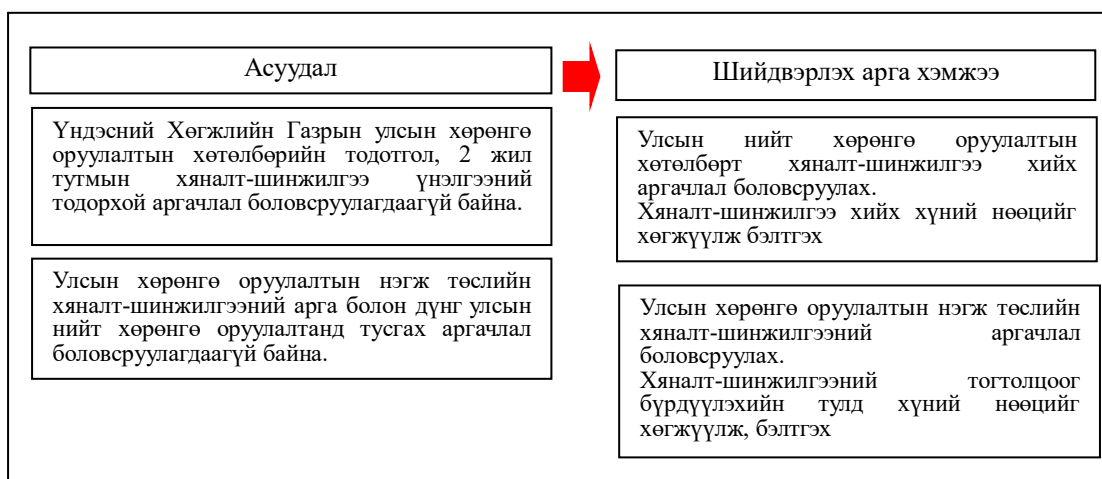 Асуудал
Үндэсний Хөгжлийн Газрын улсын хөрөнгө
оруулалтын хөтөлбөрийн тодотгол, 2 жил
тутмын хяналт-шинжилгээ үнэлгээний
тодорхой аргачлал боловсруулагдаагүй байна.
Улсын хөрөнгө оруулалтын нэгж төслийн
хяналт-шинжилгээний арга болон дүнг улсын
нийт хөрөнгө оруулалтанд тусгах аргачлал
боловсруулагдаагүй байна.
Шийдвэрлэх арга хэмжээ
Улсын нийт хөрөнгө оруулалтын
хөтөлбөрт хяналт-шинжилгээ хийх
аргачлал боловсруулах.
Хяналт-шинжилгээ хийх хүний нөөцийг
хөгжүүлж бэлтгэх
Улсын хөрөнгө оруулалтын нэгж төслийн
хяналт-шинжилгээний аргачлал
боловсруулах.
Хяналт-шинжилгээний тогтолцоог
бүрдүүлэхийн тулд хүний нөөцийг
хөгжүүлж, бэлтгэх